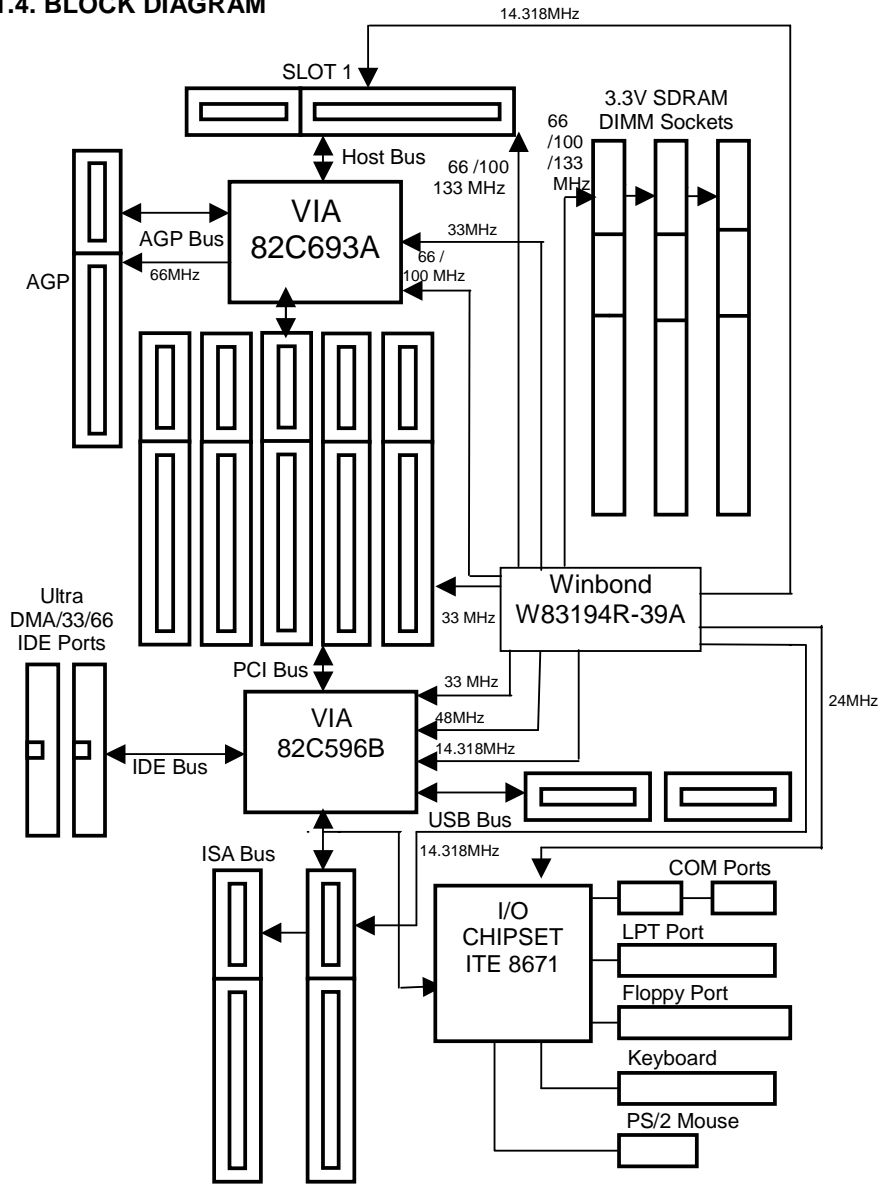 1.4. BLOCK DIAGRAM
14.318MHz
SLOT 1
3.3V SDRAM
DIMM Sockets
66
/100
/133
MHz
Host Bus
66 /100
133 MHz
VIA
82C693A
AGP Bus
33MHz
66 /
100 MHz
AGP
66MHz
Winbond
W83194R-39A
33 MHz
Ultra
DMA/33/66
IDE Ports
PCI Bus
33 MHz
24MHz
VIA
82C596B
48MHz
14.318MHz
IDE Bus
USB Bus
ISA Bus
14.318MHz
COM Ports
I/O
CHIPSET
ITE 8671
LPT Port
Floppy Port
Keyboard
PS/2 Mouse